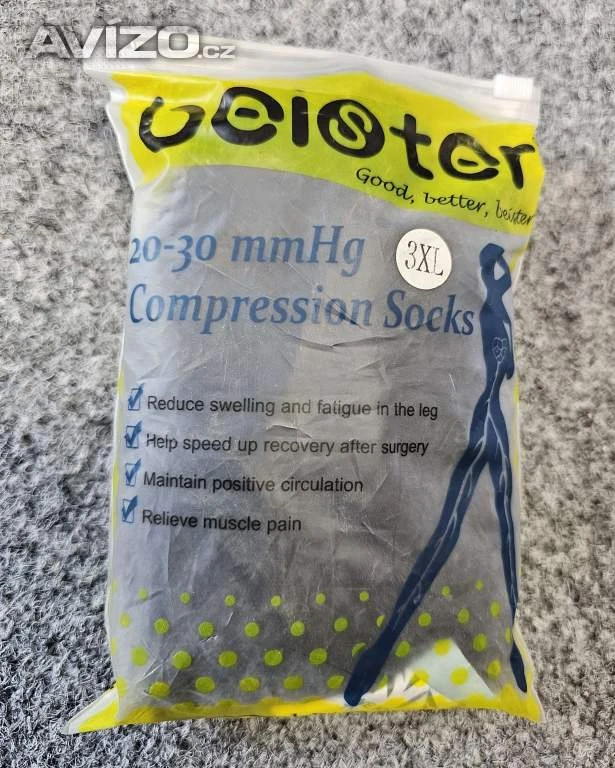 AVIZO.cz
beister
Good, better, beister
20-30 mmHg
3XL
Compression Socks
Reduce swelling and fatigue in the leg
Help speed up recovery after surgery
Maintain positive circulation
Relieve muscle pain